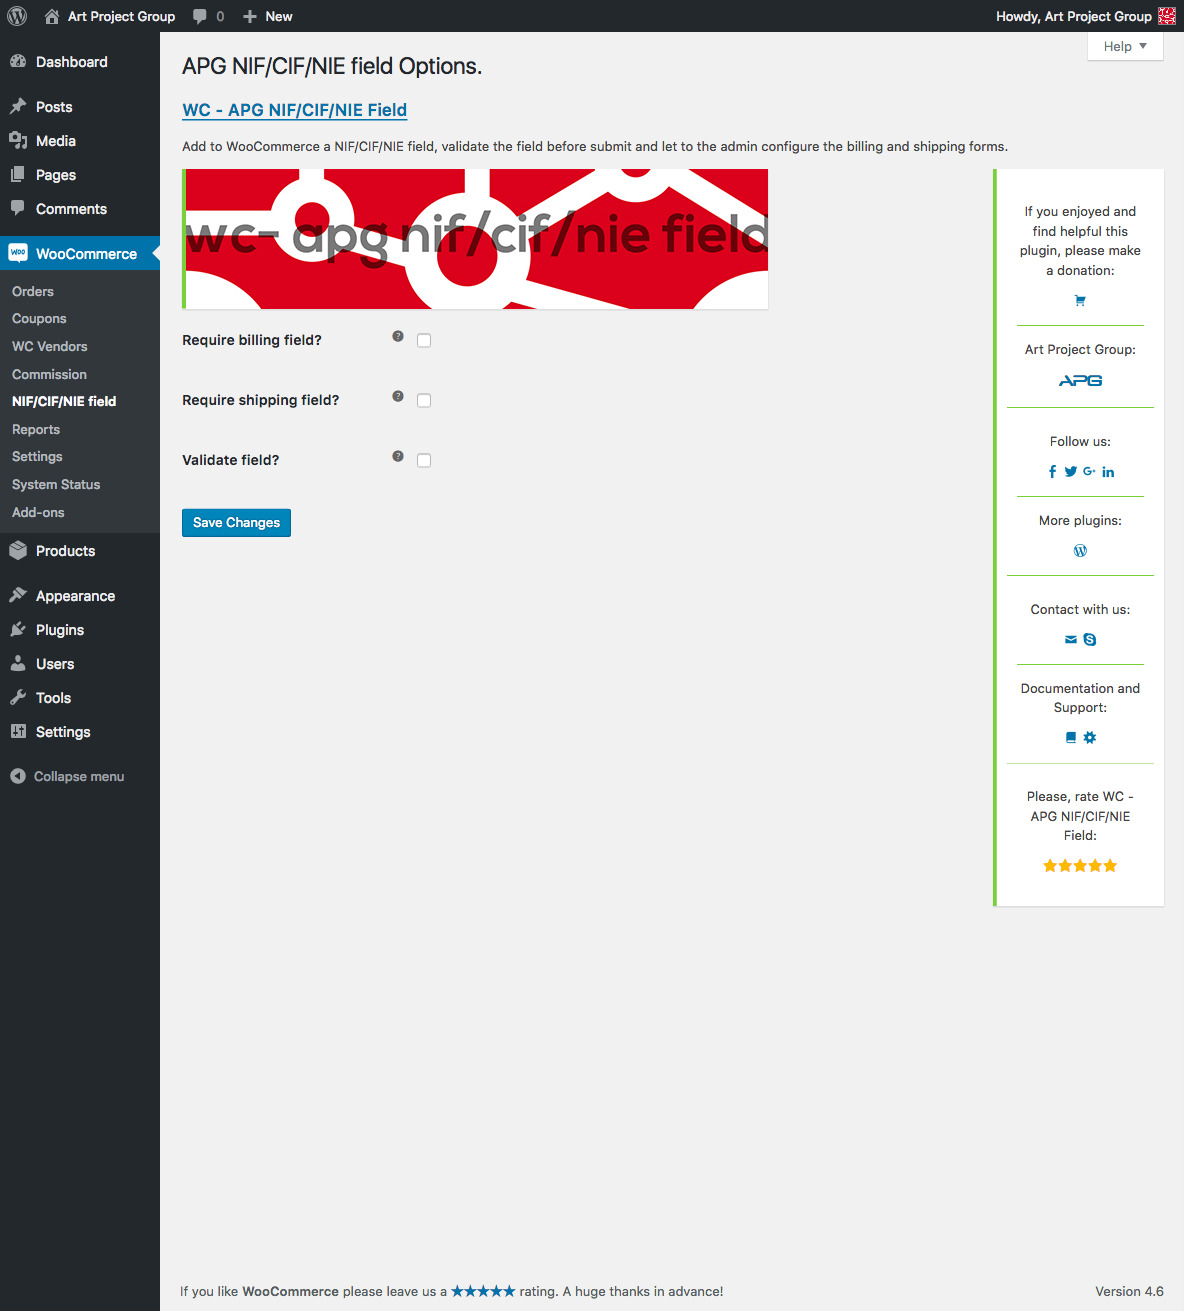 Art Project Group
0
New
Howdy, Art Project Group
Help
Dashboard
Posts
Media
Pages
Comments
WooCommerce
Orders
Coupons
WC Vendors
Commission
NIF/CIF/NIE field
Reports
Settings
System Status
Add-ons
Products
Appearance
Plugins
Users
Tools
Settings
Collapse menu
APG NIF/CIF/NIE field Options.
WC - APG NIF/CIF/NIE Field
Add to WooCommerce a NIF/CIF/NIE field, validate the field before submit and let to the admin configure the billing and shipping forms.
wc- apg nif/cif/nie field
Require billing field?
Require shipping field?
Validate field?
Save Changes
If you enjoyed and
find helpful this
plugin, please make
a donation:
Art Project Group:
APG
Follow us:
More plugins:
Contact with us:
Documentation and
Support:
Please, rate WC -
APG NIF/CIF/NIE
Field:
If you like WooCommerce please leave us a ★★★★★ rating. A huge thanks in advance!
Version 4.6